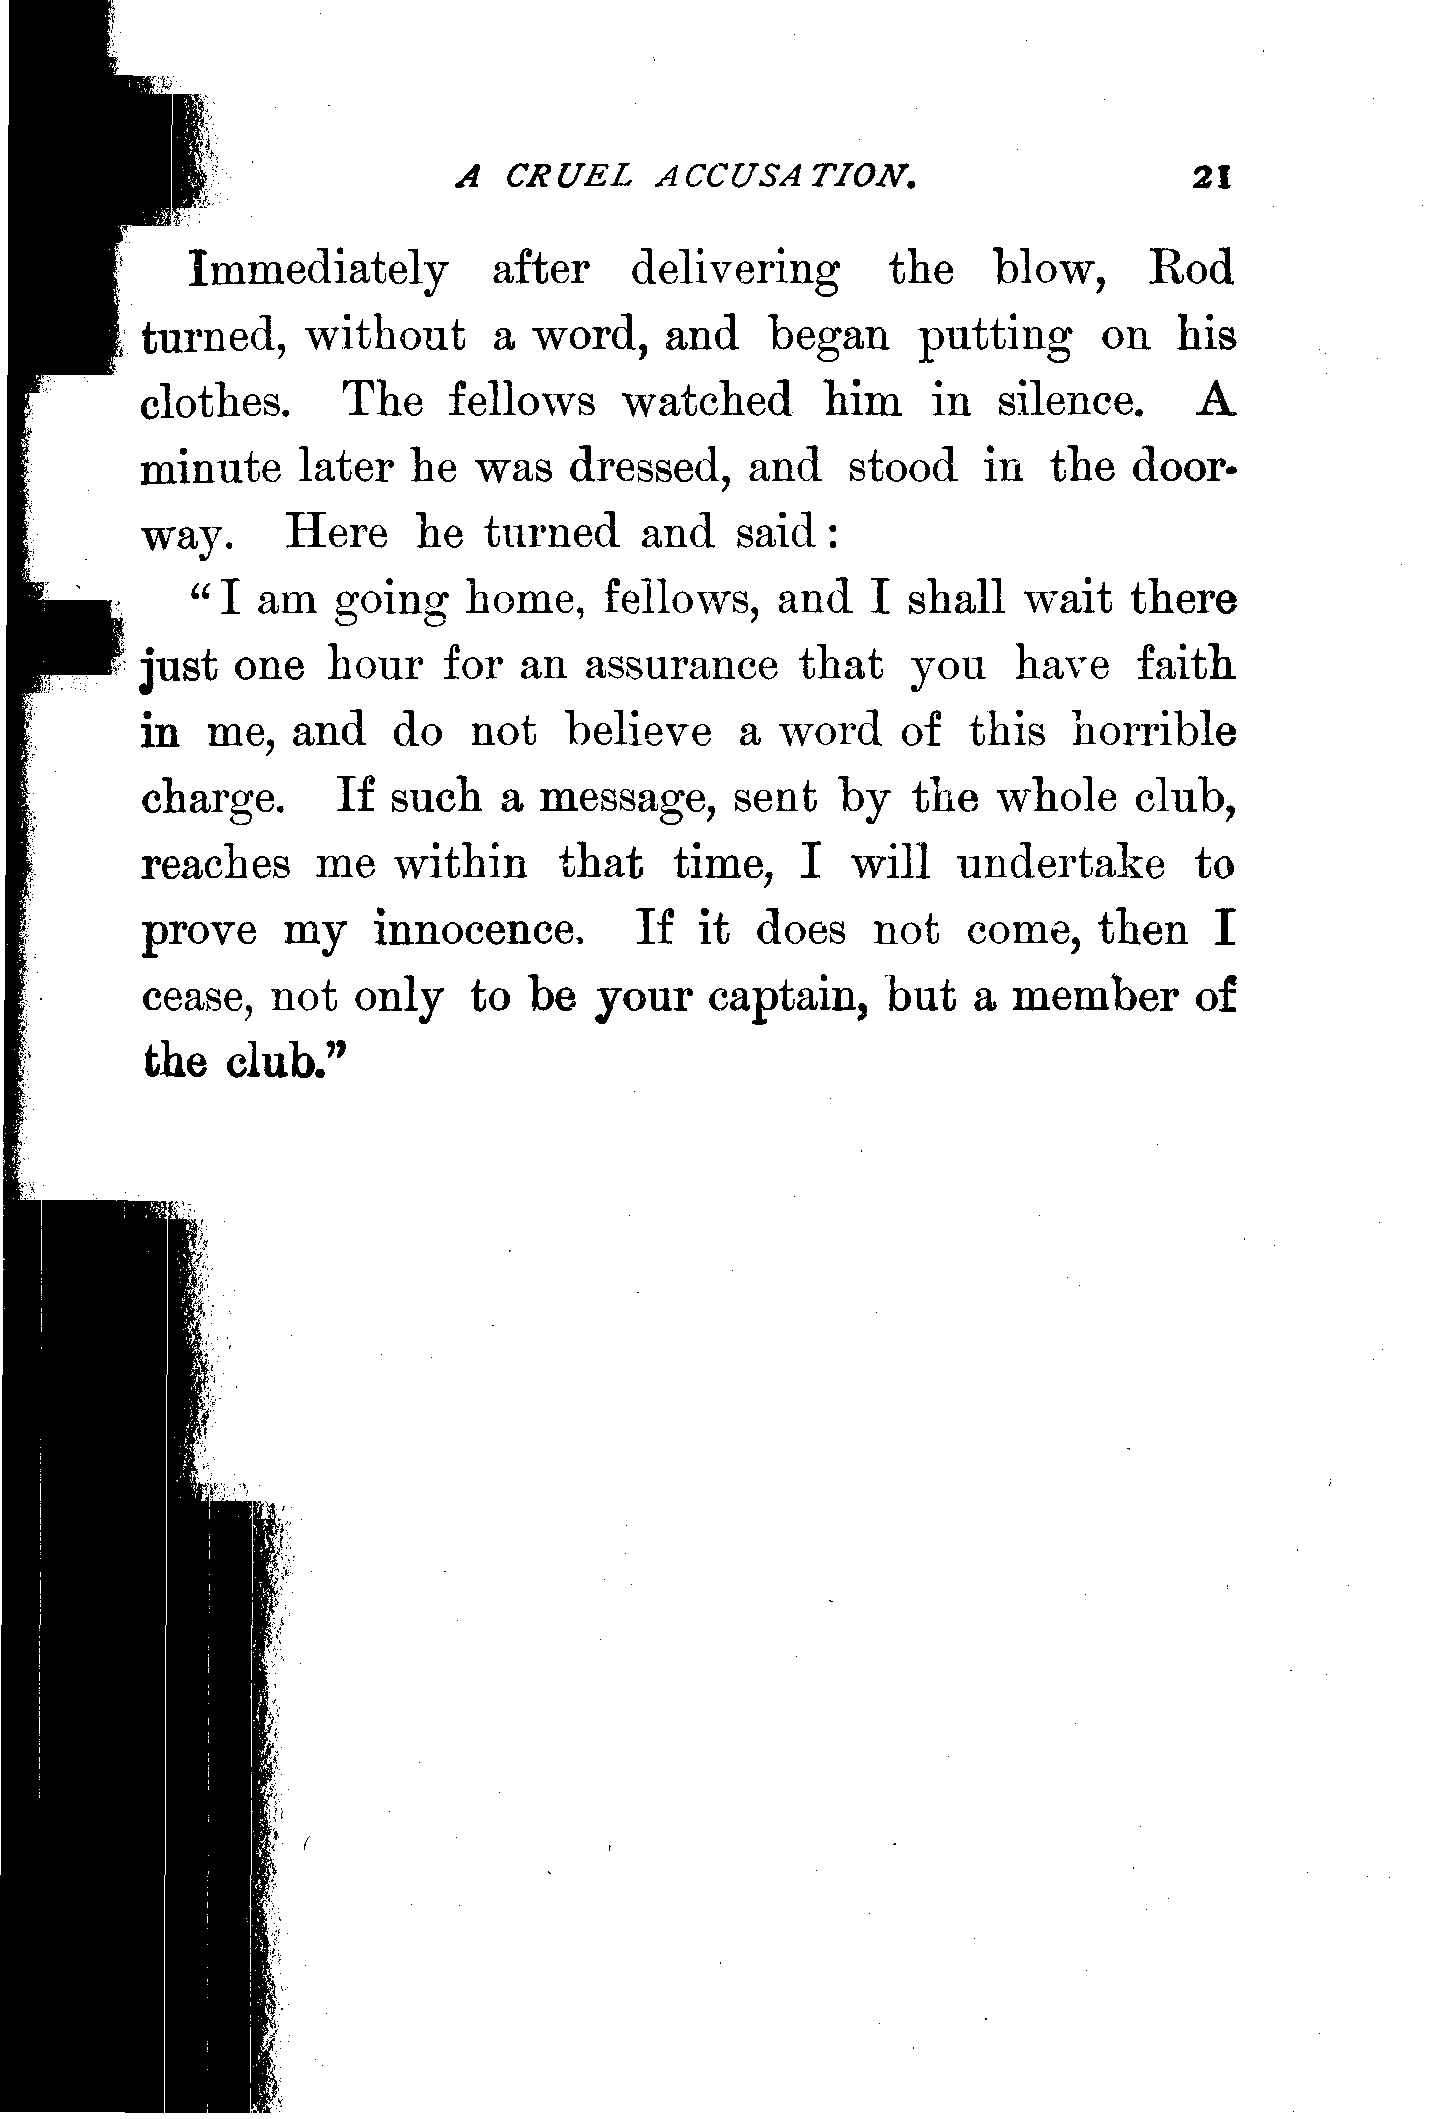 A CRUEL ACCUSATION. 21
Immediately after delivering the blow, Rod
turned, without a word, and began putting on his
clothes. The fellows watched him in silence. A
minute later he was dressed, and stood in the door-
way. Here he turned and said:
"I am going home, fellows, and I shall wait there
just one hour for an assurance that you have faith
in me, and do not believe a word of this horrible
charge. If such a message, sent by the whole club,
reaches me within that time, I will undertake to
prove my innocence. If it does not come, then I
cease, not only to be your captain, but a member of
the club."